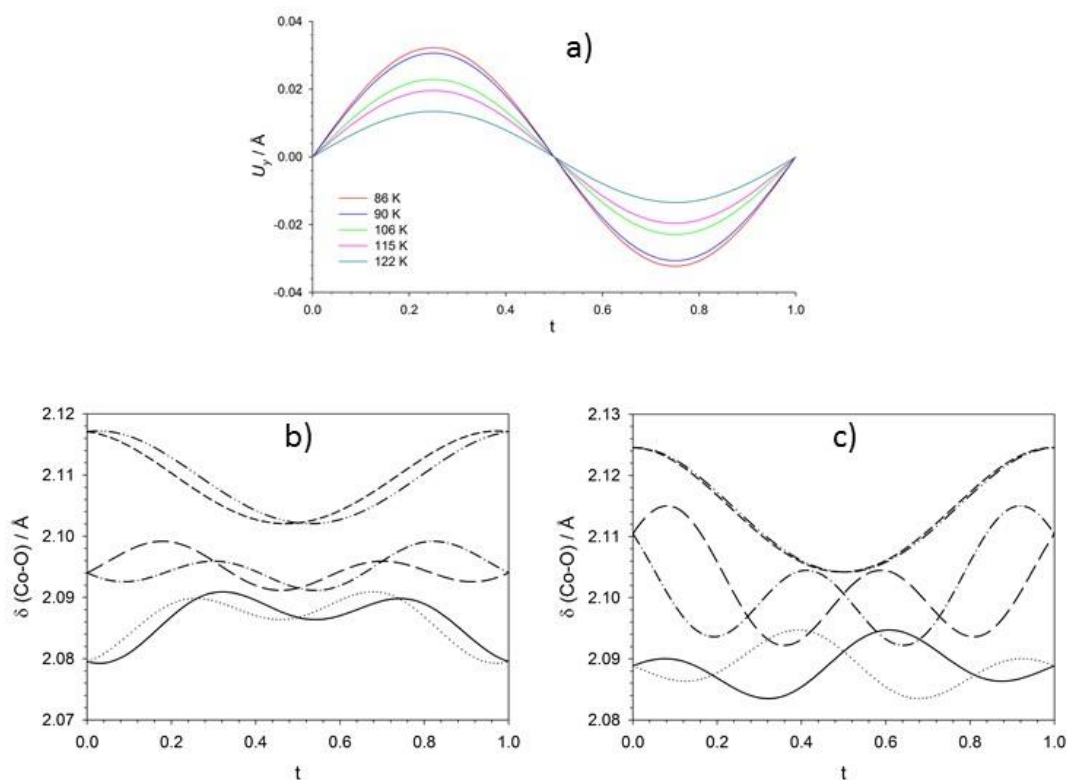 a)
0.04
0.02
0.00
-0.02
-0.04
Uy / Å
86 K
90 K
106 K
115 K
122 K
0.0 0.2 0.4 0.6 0.8 1.0
t
b)
2.12
2.11
2.10
2.09
2.08
2.07
δ (Co-O) / Å
0.0 0.2 0.4 0.6 0.8 1.0
t
c)
2.13
2.12
2.11
2.10
2.09
2.08
δ (Co-O) / Å
0.0 0.2 0.4 0.6 0.8 1.0
t